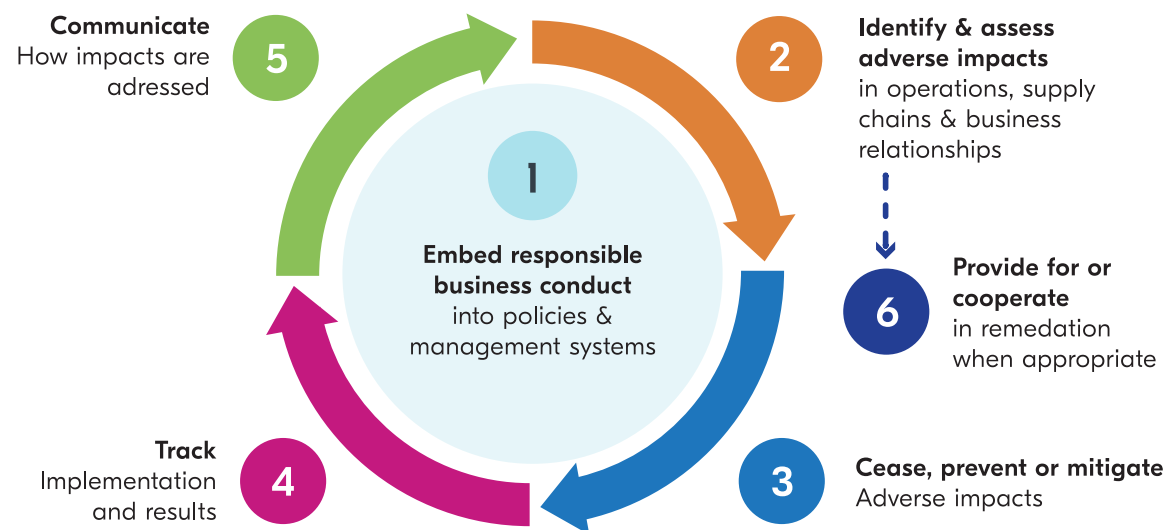 1
Embed responsible
business conduct
into policies &
management systems
2
Identify & assess
adverse impacts
in operations, supply
chains & business
relationships
3
Cease, prevent or mitigate
Adverse impacts
4
Track
Implementation
and results
5
Communicate
How impacts are
adressed
6
Provide for or
cooperate
in remedation
when appropriate